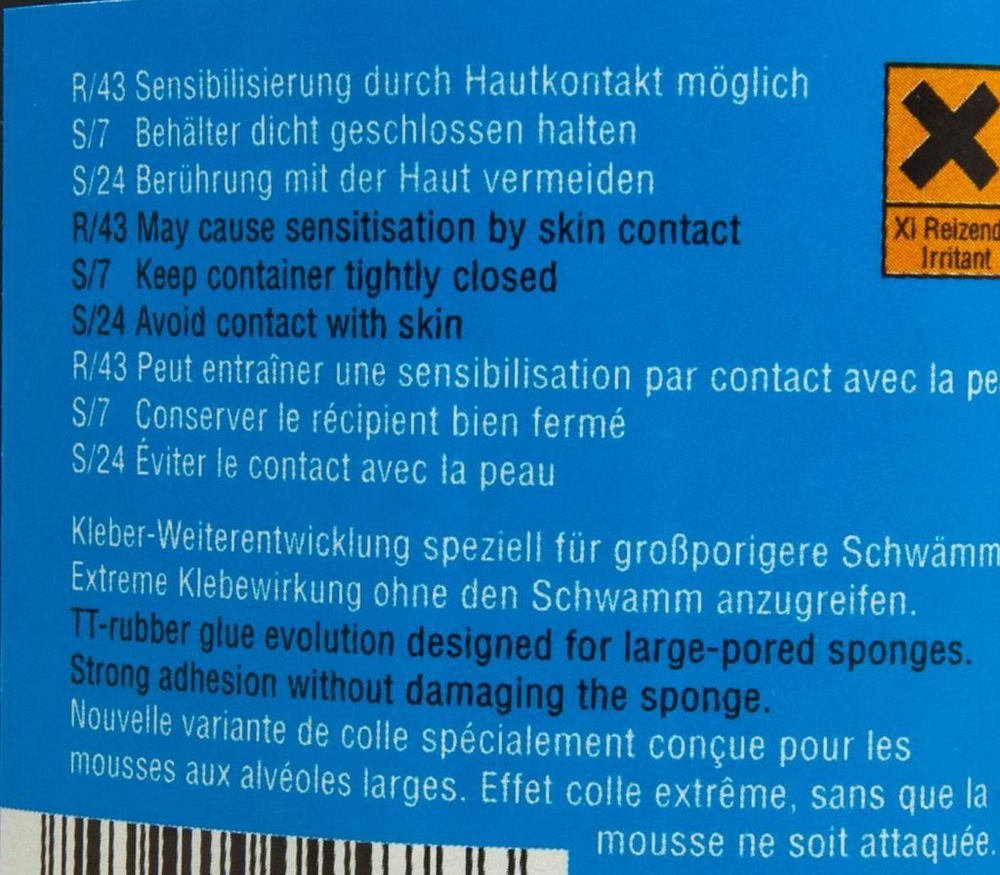 R/43 Sensibilisierung durch Hautkontakt möglich
S/7 Behälter dicht geschlossen halten
S/24 Berührung mit der Haut vermeiden
R/43 May cause sensitisation by skin contact
S/7 Keep container tightly closed
S/24 Avoid contact with skin
R/43 Peut entraîner une sensibilisation par contact avec la pe
S/7 Conserver le récipient bien fermé
S/24 Éviter le contact avec la peau
Xi Reizend
Irritant
Kleber-Weiterentwicklung speziell für großporigere Schwämm
Extreme Klebewirkung ohne den Schwamm anzugreifen.
TT-rubber glue evolution designed for large-pored sponges.
Strong adhesion without damaging the sponge.
Nouvelle variante de colle spécialement conçue pour les
mousses aux alvéoles larges. Effet colle extrême, sans que la
mousse ne soit attaquée.